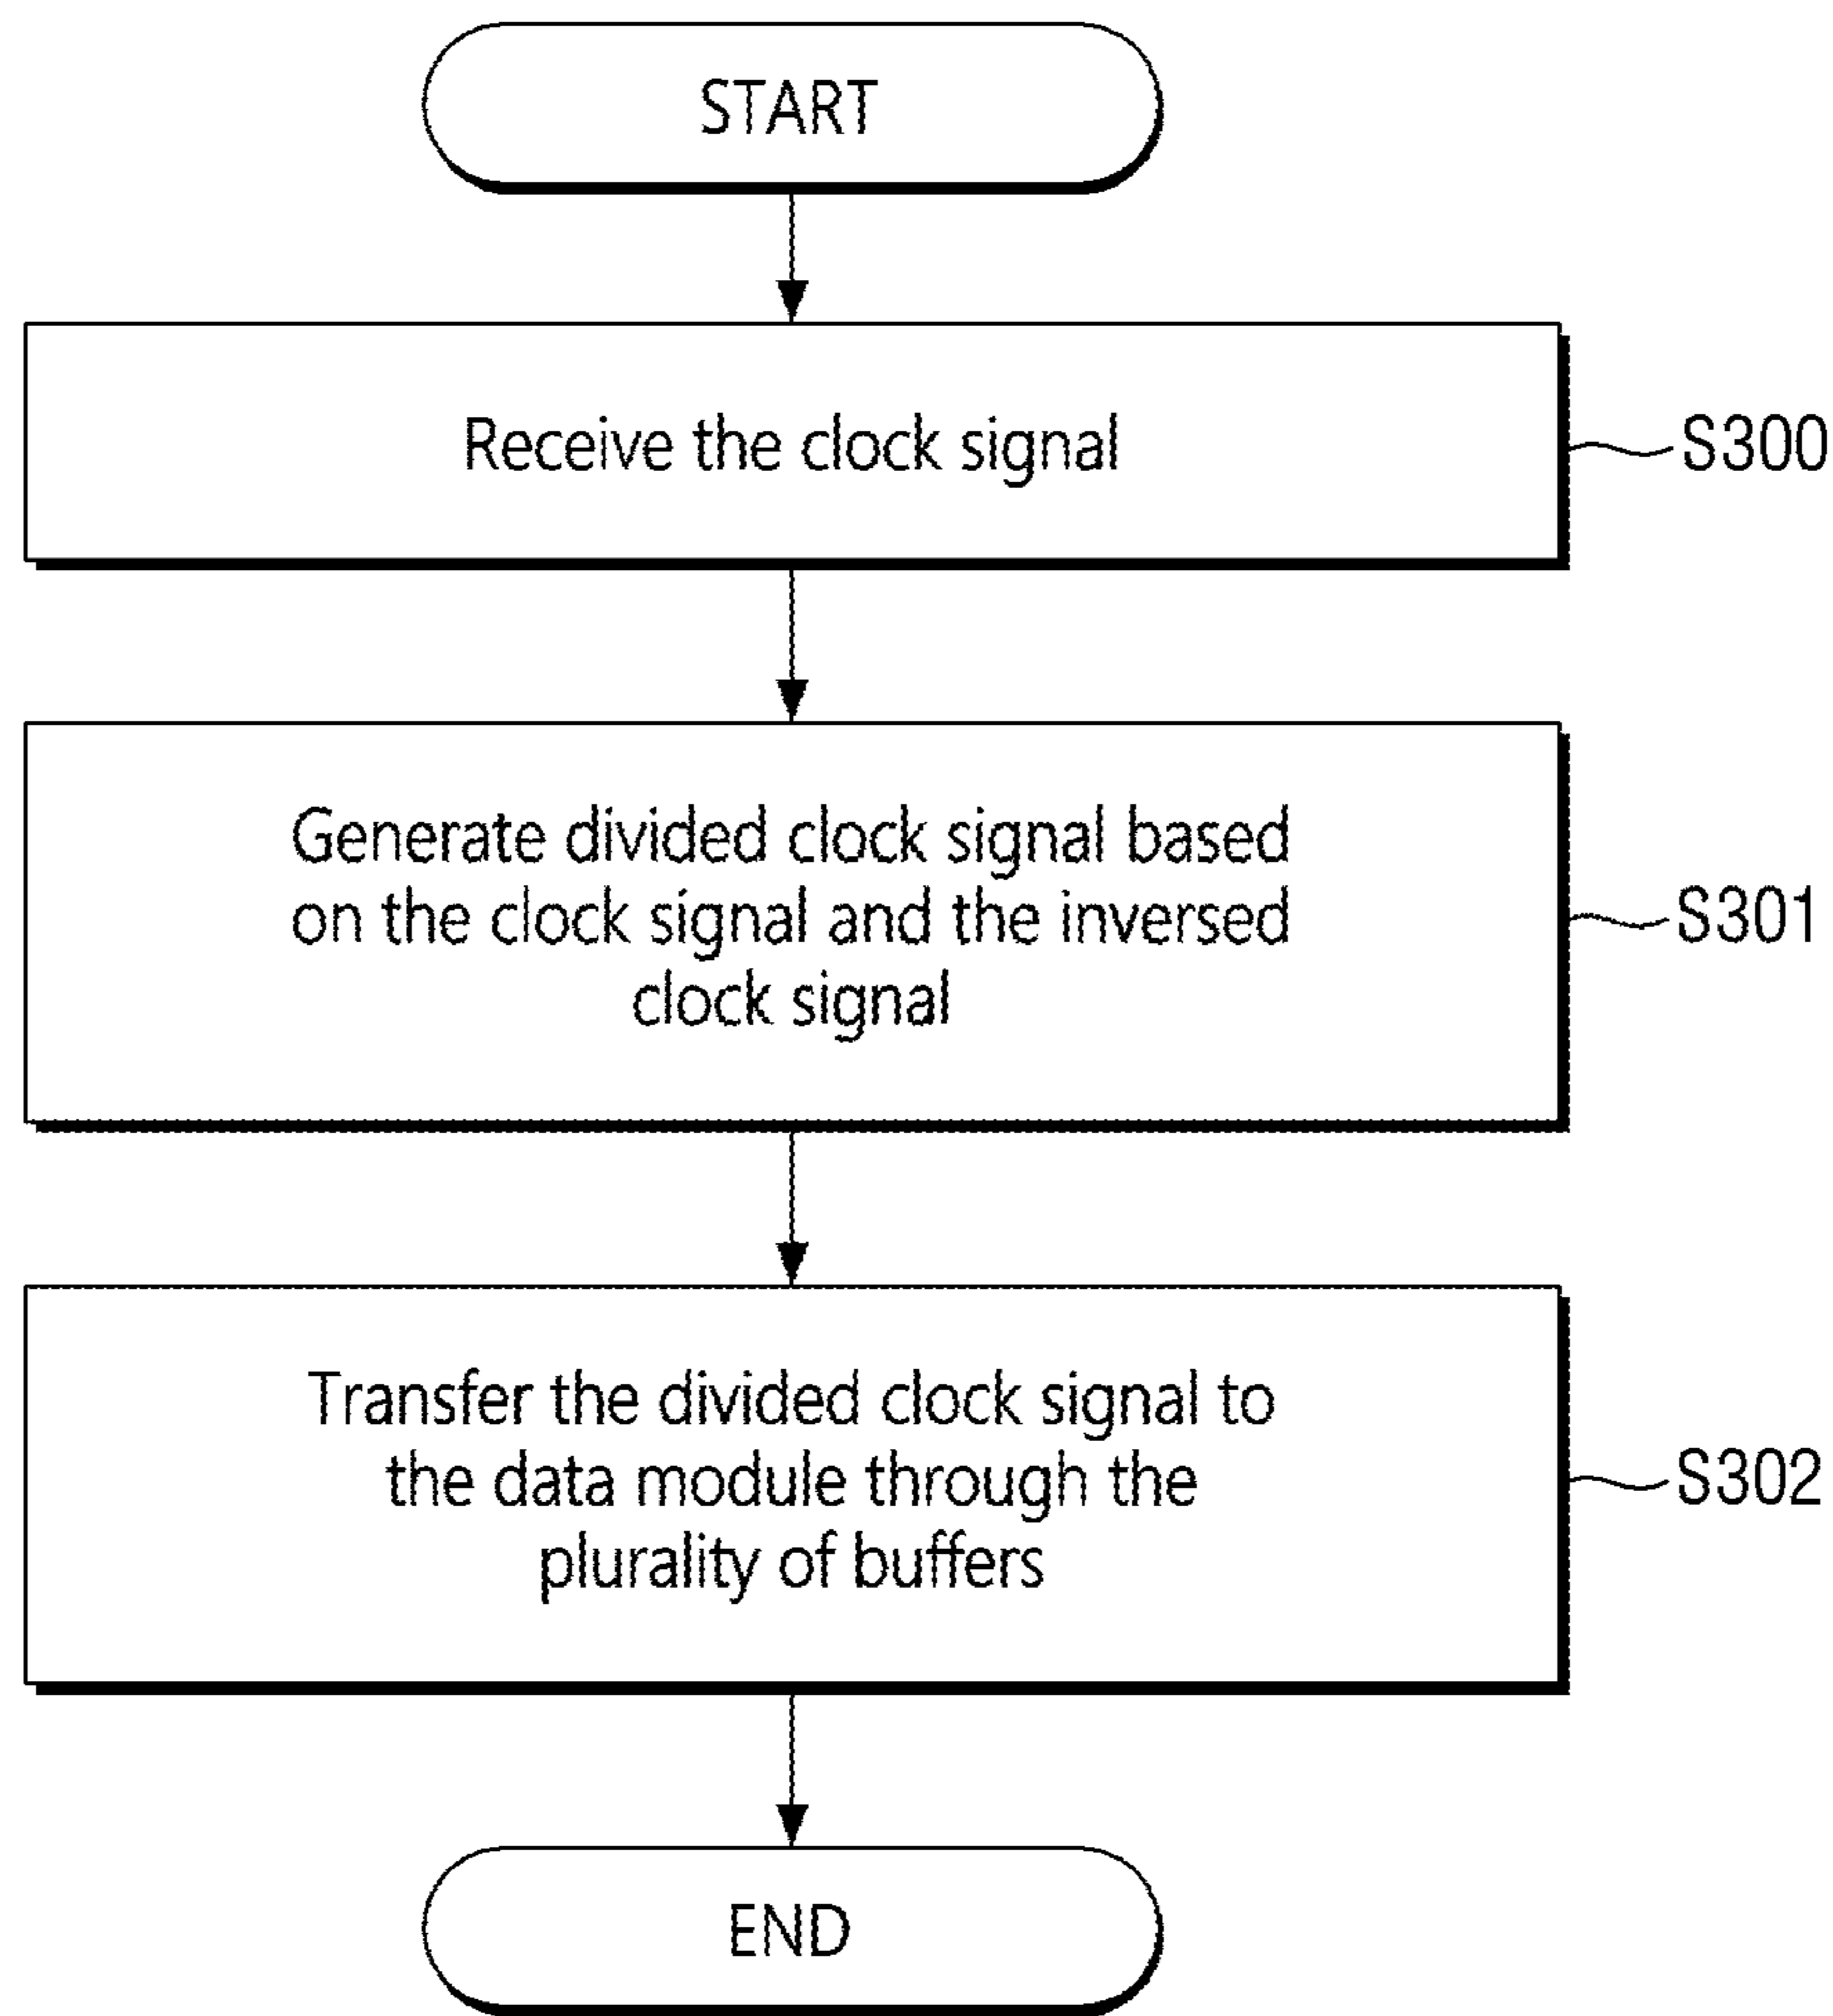 START
Receive the clock signal
S300
Generate divided clock signal based
on the clock signal and the inversed
clock signal
S301
Transfer the divided clock signal to
the data module through the
plurality of buffers
S302
END